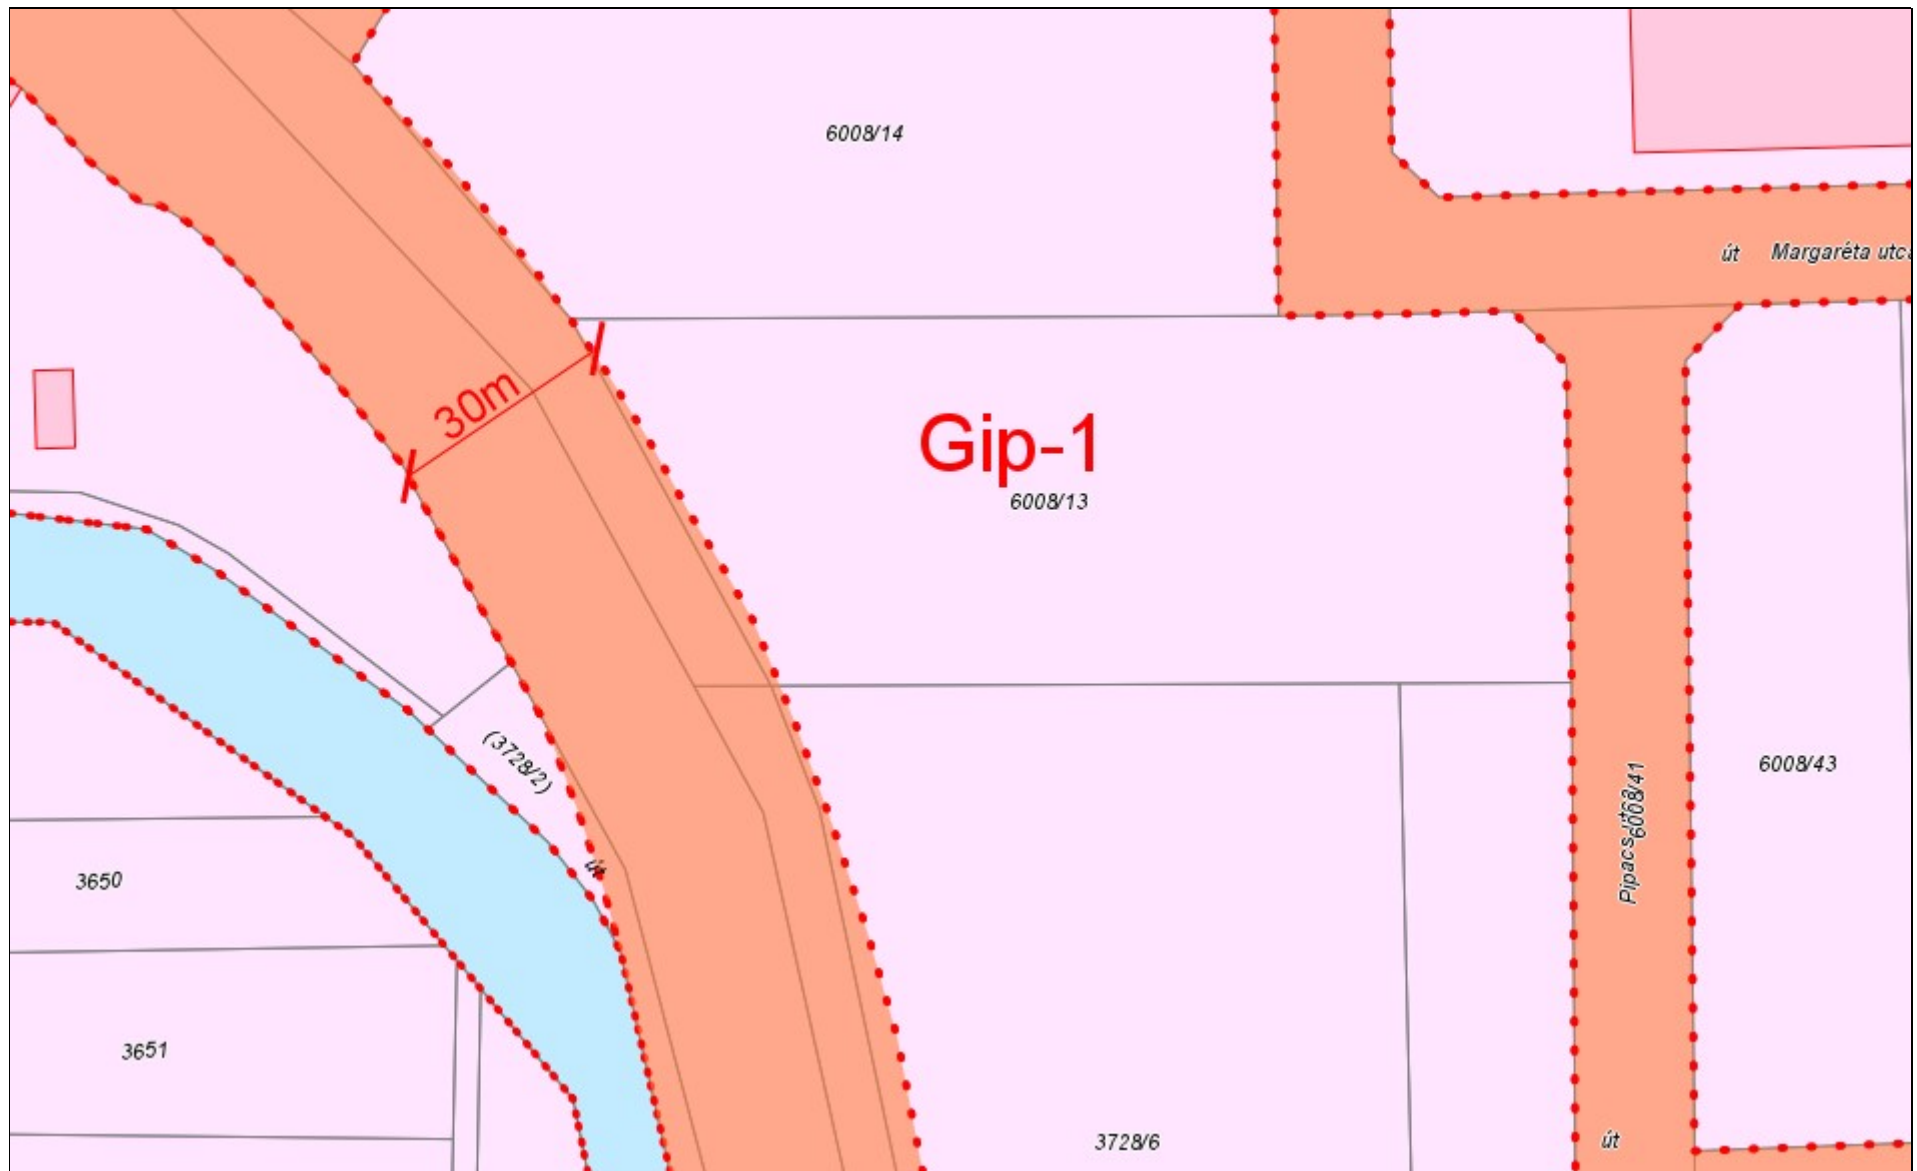 6008/14
út Margaréta utca
30m
Gip-1
6008/13
(3728/2)
6008/43
Pipacs utca
6008/41
út
3650
3651
3728/6
út